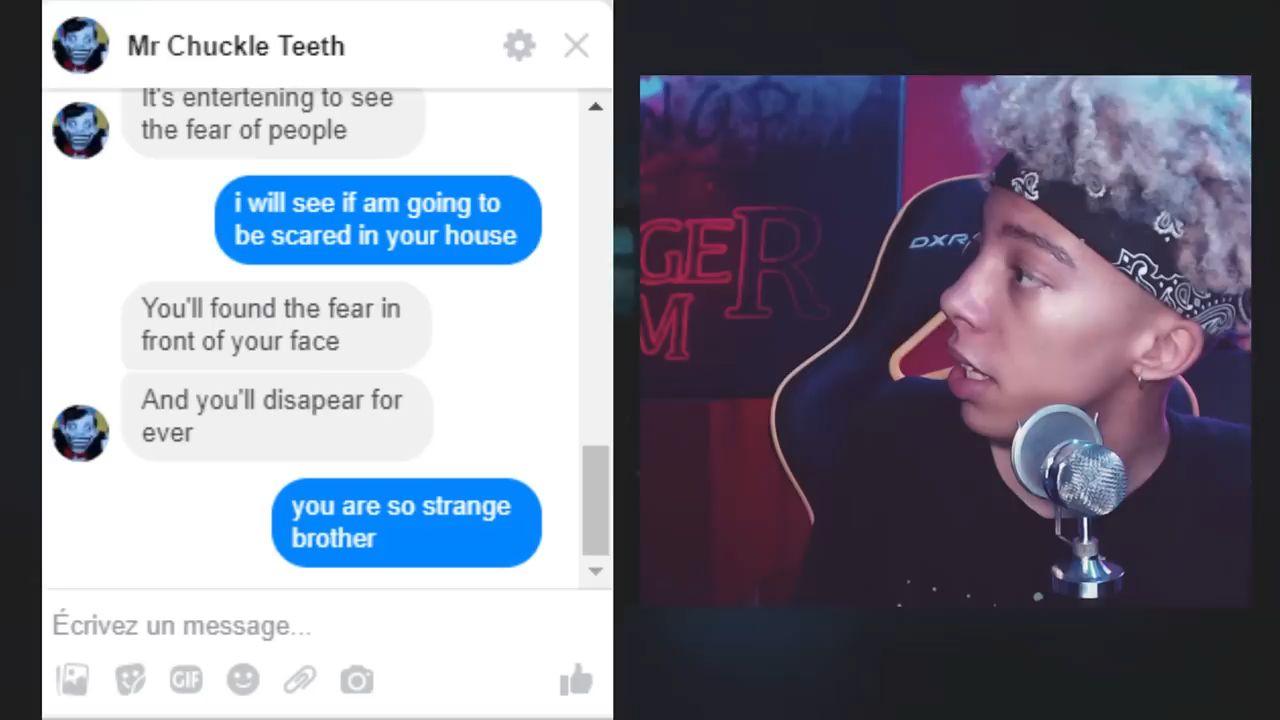 Mr Chuckle Teeth
It's entertening to see
the fear of people
i will see if am going to
be scared in your house
You'll found the fear in
front of your face
And you'll disapear for
ever
you are so strange
brother
Écrivez un message...
GIF
GER
M
DXR